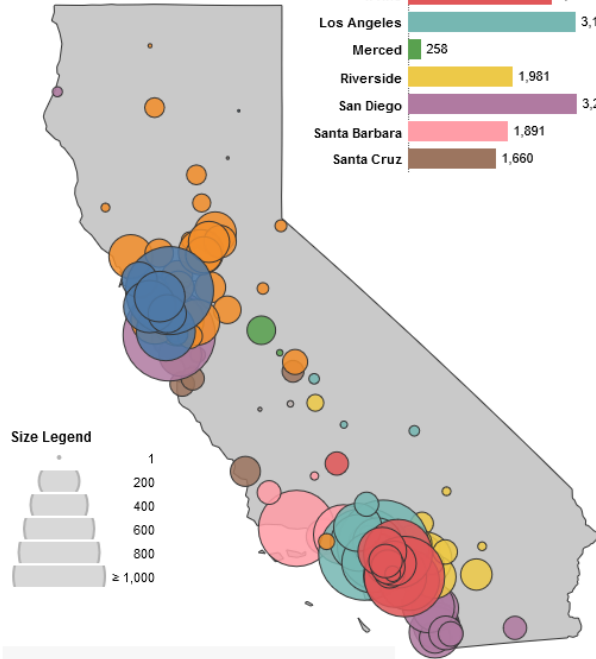 Los Angeles 3,1
Merced 258
Riverside 1,981
San Diego 3,2
Santa Barbara 1,891
Santa Cruz 1,660
Size Legend
1
200
400
600
800
≥ 1,000